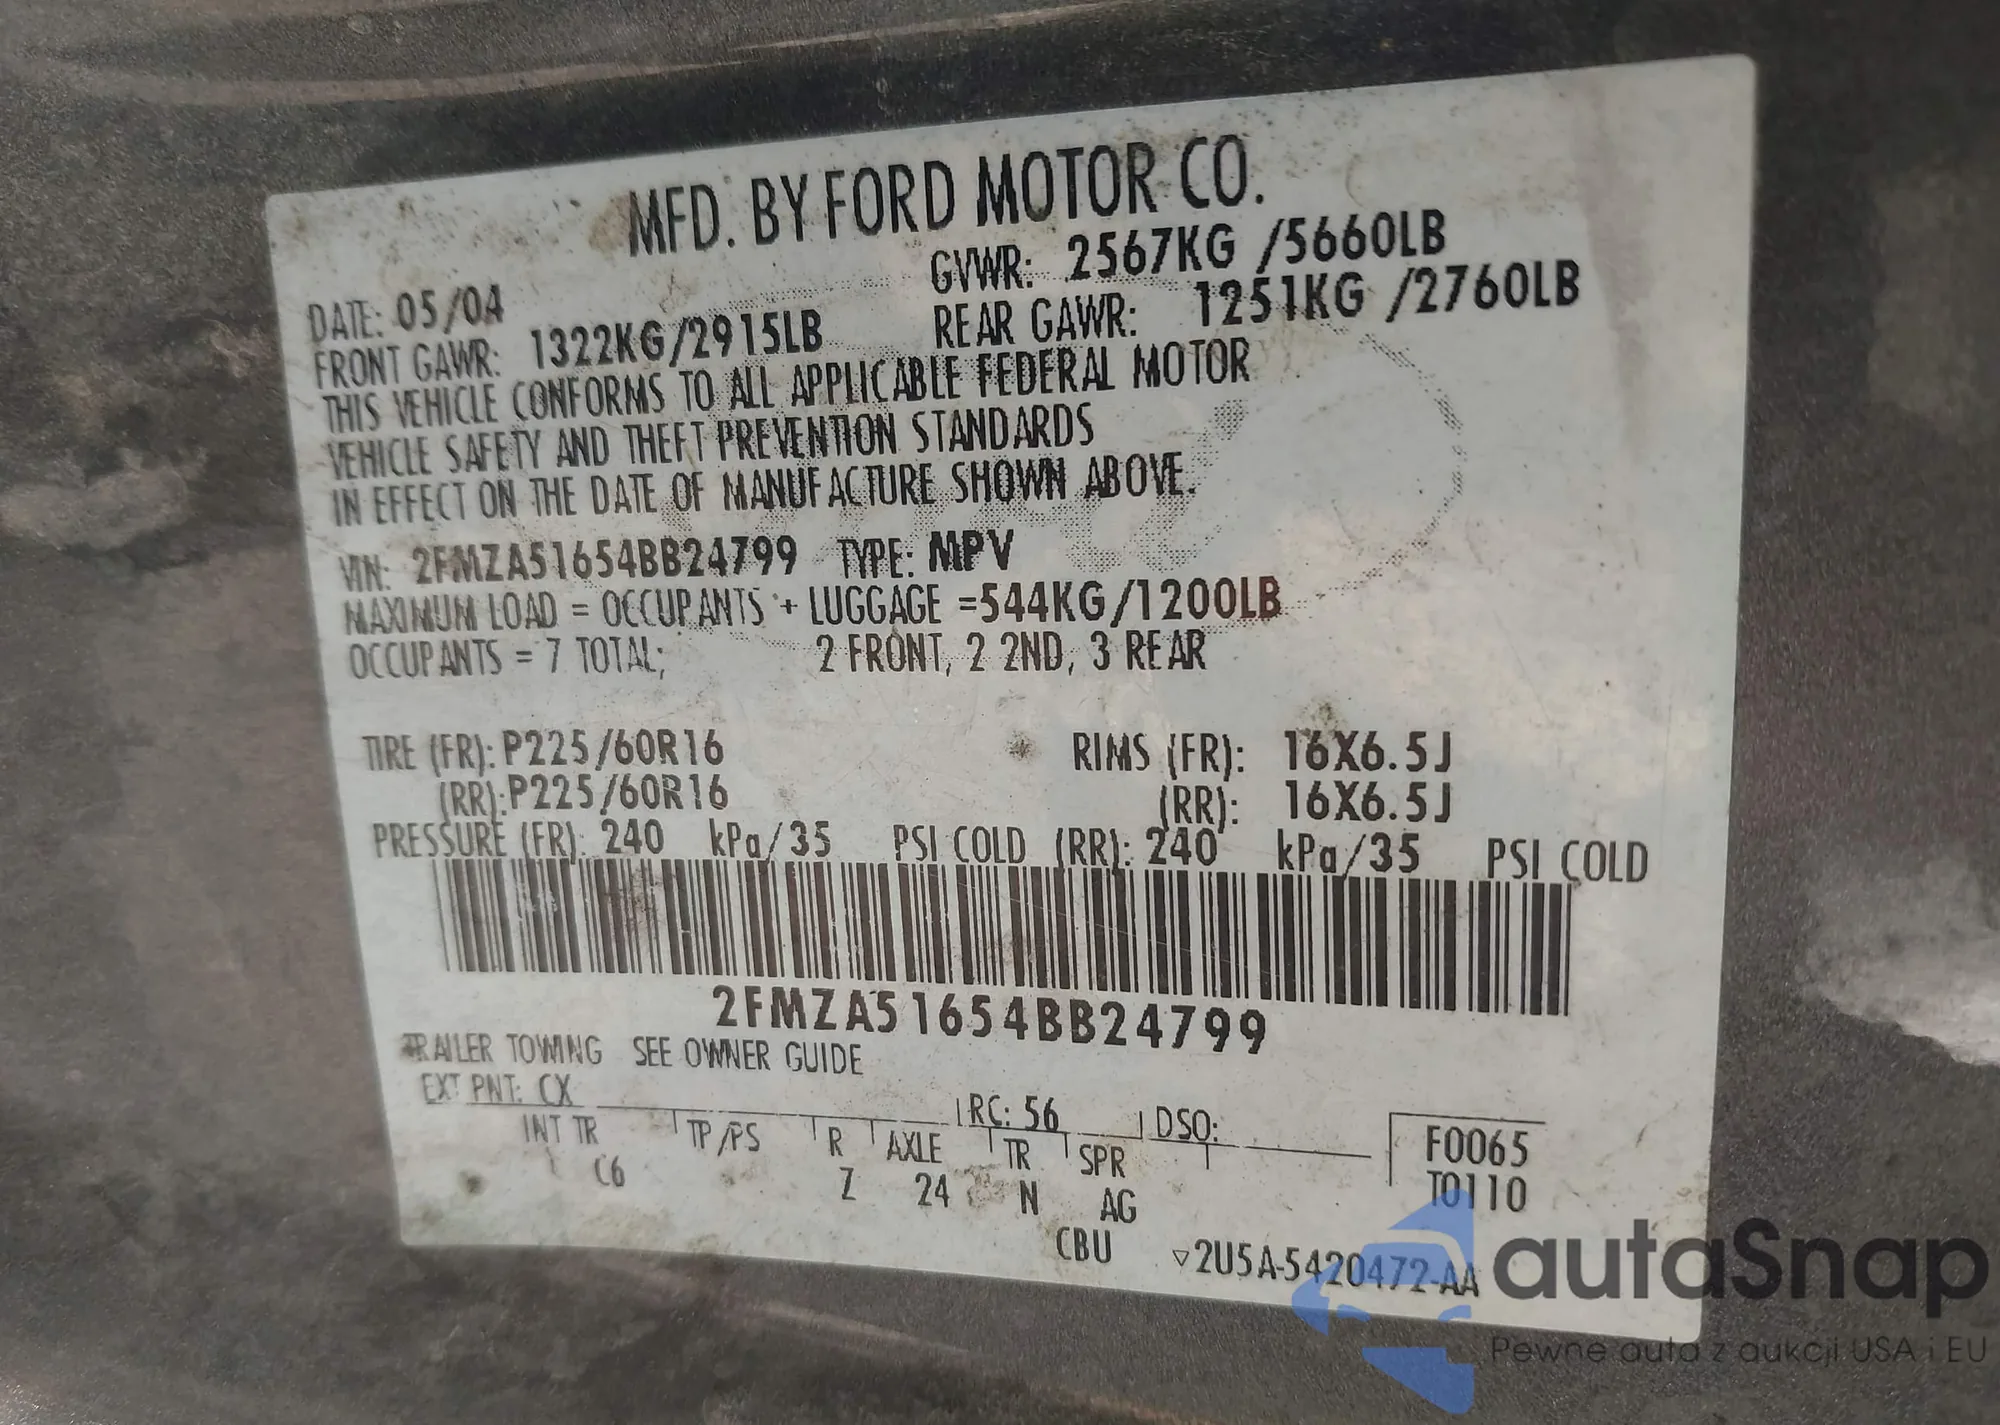 MFD. BY FORD MOTOR CO.
DATE: 05/04 GVWR: 2567KG /5660LB
FRONT GAWR: 1322KG/2915LB REAR GAWR: 1251KG /2760LB
THIS VEHICLE CONFORMS TO ALL APPLICABLE FEDERAL MOTOR
VEHICLE SAFETY AND THEFT PREVENTION STANDARDS
IN EFFECT ON THE DATE OF MANUFACTURE SHOWN ABOVE.
VIN: 2FMZA51654BB24799 TYPE: MPV
MAXIMUM LOAD = OCCUPANTS + LUGGAGE =544KG/1200LB
OCCUPANTS = 7 TOTAL; 2 FRONT, 2 2ND, 3 REAR
TIRE (FR): P225/60R16 RIMS (FR): 16X6.5J
(RR): P225/60R16 (RR): 16X6.5J
PRESSURE (FR): 240 kPa/35 PSI COLD (RR): 240 kPa/35 PSI COLD
2FMZA51654BB24799
TRAILER TOWING SEE OWNER GUIDE
EXT PNT: CX RC: 56 DSO: F0065
INT TR TP/PS R AXLE TR SPR T0110
C6 Z 24 N AG
CBU ▽2U5A-5420472-AA
autaSnap
Pewne auta z aukcji USA i EU